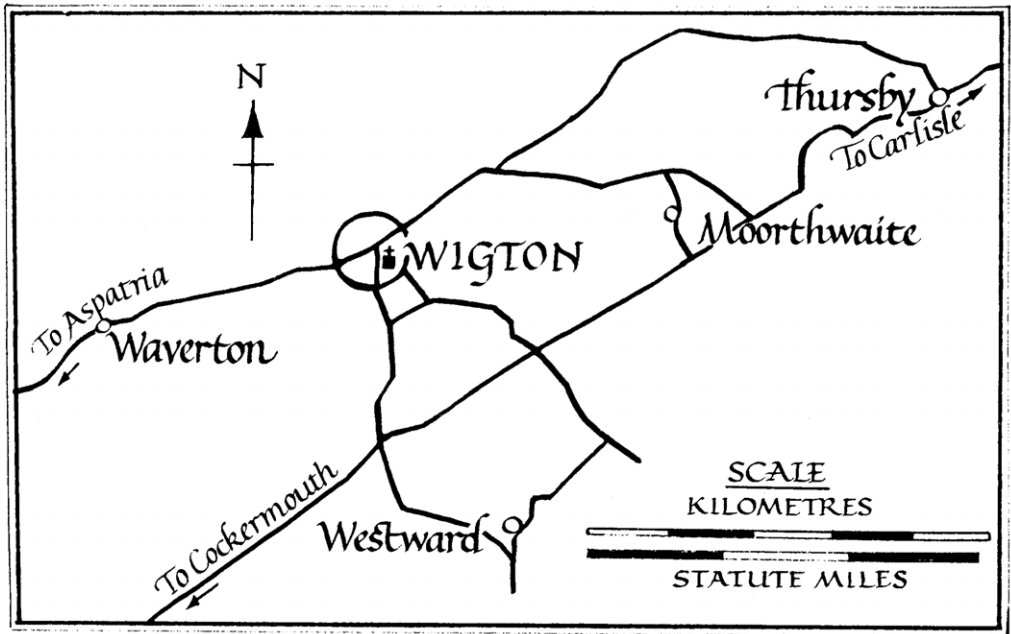 N
Thursby
To Carlisle
Moorthwaite
WIGTON
To Aspatria
Waverton
To Cockermouth
Westward
SCALE
KILOMETRES
STATUTE MILES